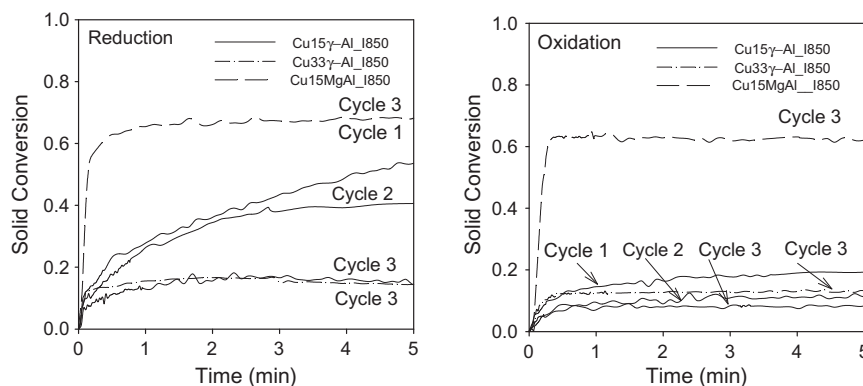 Reduction
Cu15γ–Al_I850
Cu33γ–Al_I850
Cu15MgAl_I850
Cycle 3
Cycle 1
Cycle 2
Cycle 3
Cycle 3
Solid Conversion
1.0
0.8
0.6
0.4
0.2
0.0
0 1 2 3 4 5
Time (min)
Oxidation
Cu15γ–Al_I850
Cu33γ–Al_I850
Cu15MgAl__I850
Cycle 3
Cycle 1 Cycle 2 Cycle 3 Cycle 3
Solid Conversion
1.0
0.8
0.6
0.4
0.2
0.0
0 1 2 3 4 5
Time (min)